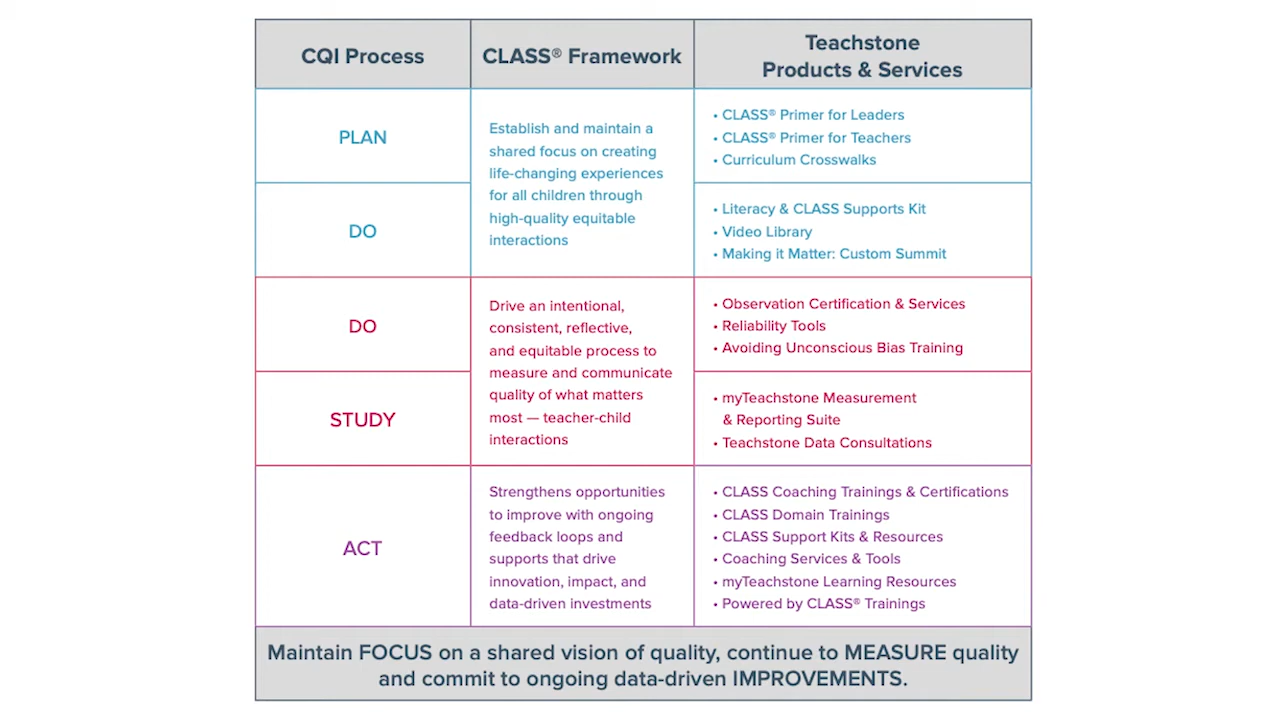 CQI Process
CLASS® Framework
Teachstone
Products & Services
PLAN
Establish and maintain a
shared focus on creating
life-changing experiences
for all children through
high-quality equitable
interactions
• CLASS® Primer for Leaders
• CLASS® Primer for Teachers
• Curriculum Crosswalks
DO
• Literacy & CLASS Supports Kit
• Video Library
• Making it Matter: Custom Summit
DO
Drive an intentional,
consistent, reflective,
and equitable process to
measure and communicate
quality of what matters
most — teacher-child
interactions
• Observation Certification & Services
• Reliability Tools
• Avoiding Unconscious Bias Training
STUDY
• myTeachstone Measurement
& Reporting Suite
• Teachstone Data Consultations
ACT
Strengthens opportunities
to improve with ongoing
feedback loops and
supports that drive
innovation, impact, and
data-driven investments
• CLASS Coaching Trainings & Certifications
• CLASS Domain Trainings
• CLASS Support Kits & Resources
• Coaching Services & Tools
• myTeachstone Learning Resources
• Powered by CLASS® Trainings
Maintain FOCUS on a shared vision of quality, continue to MEASURE quality
and commit to ongoing data-driven IMPROVEMENTS.